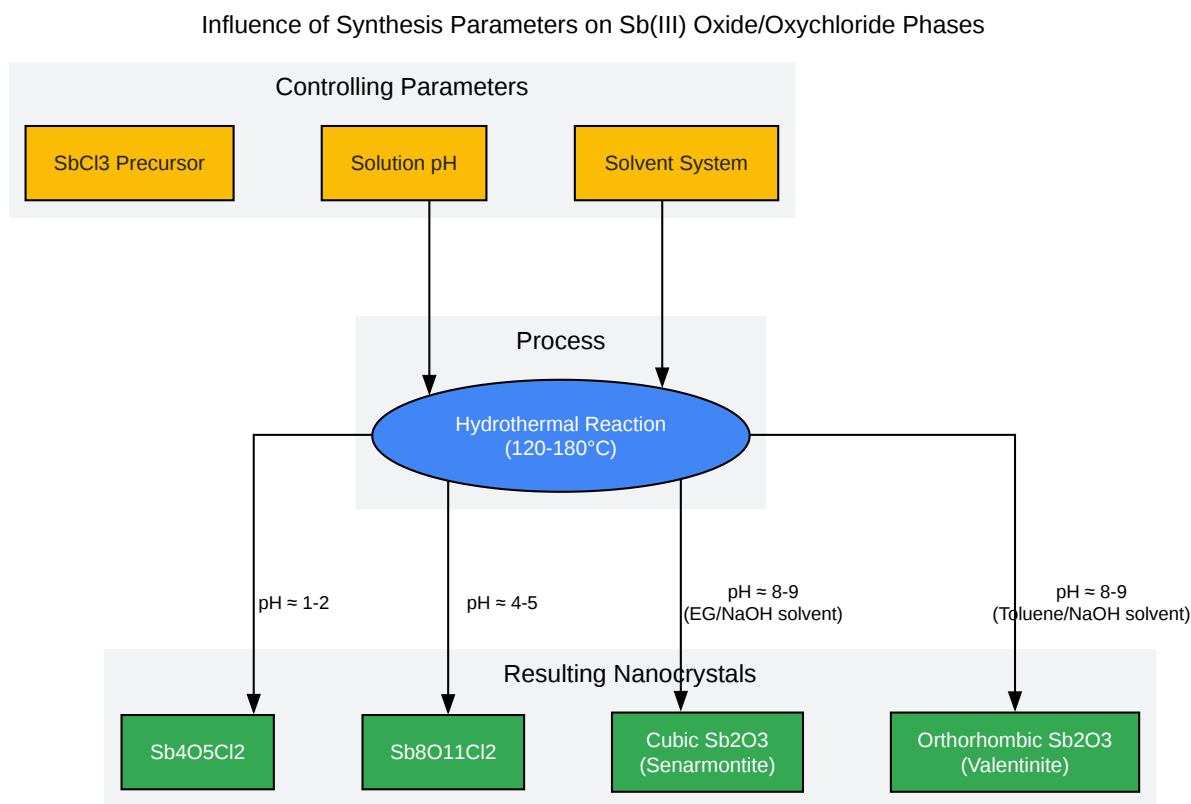 Influence of Synthesis Parameters on Sb(III) Oxide/Oxychloride Phases
Controlling Parameters
SbCl3 Precursor
Solution pH
Solvent System
Process
Hydrothermal Reaction
(120-180°C)
pH ≈ 1-2
pH ≈ 4-5
pH ≈ 8-9
(EG/NaOH solvent)
pH ≈ 8-9
(Toluene/NaOH solvent)
Resulting Nanocrystals
Sb4O5Cl2
Sb8O11Cl2
Cubic Sb2O3
(Senarmontite)
Orthorhombic Sb2O3
(Valentinite)